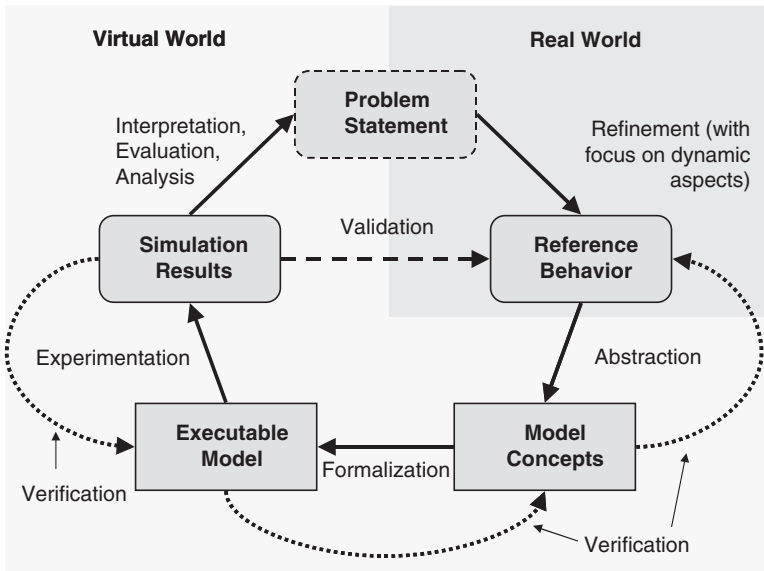 Virtual World
Real World
Problem
Statement
Interpretation,
Evaluation,
Analysis
Refinement (with
focus on dynamic
aspects)
Simulation
Results
Validation
Reference
Behavior
Experimentation
Abstraction
Executable
Model
Formalization
Model
Concepts
Verification
Verification